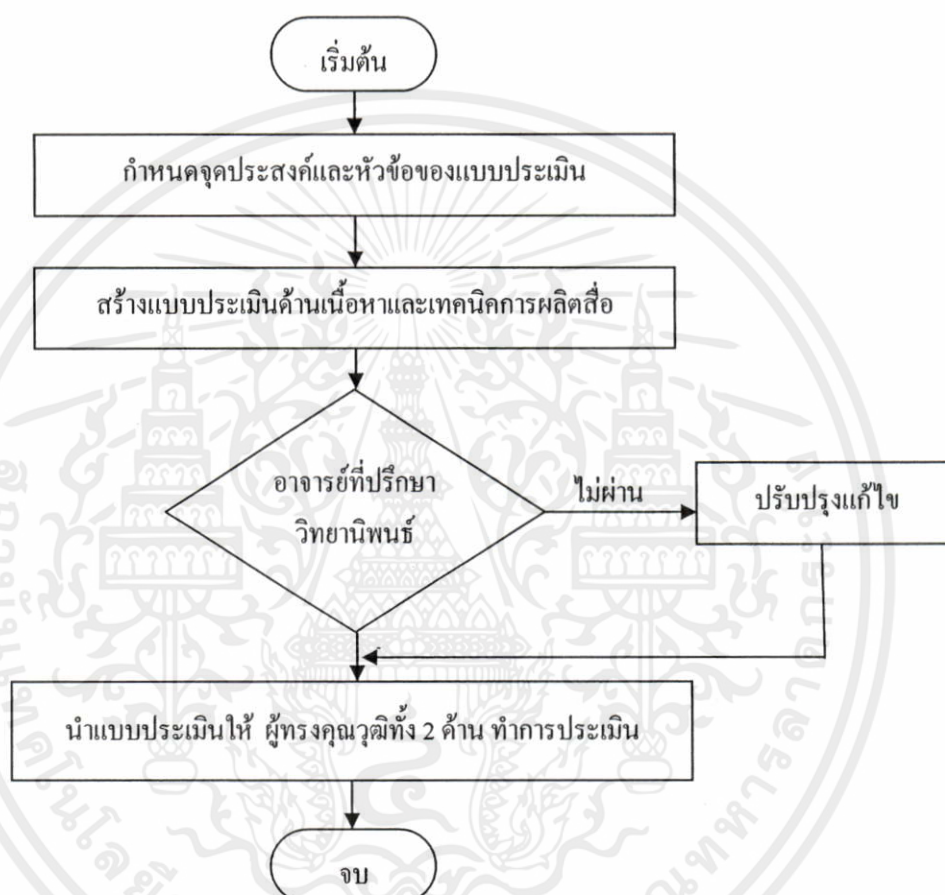 เริ่มต้น
กำหนดจุดประสงค์และหัวข้อของแบบประเมิน
สร้างแบบประเมินด้านเนื้อหาและเทคนิคการผลิตสื่อ
อาจารย์ที่ปรึกษา
วิทยานิพนธ์
ไม่ผ่าน
ปรับปรุงแก้ไข
นำแบบประเมินให้ ผู้ทรงคุณวุฒิทั้ง 2 ด้าน ทำการประเมิน
จบ